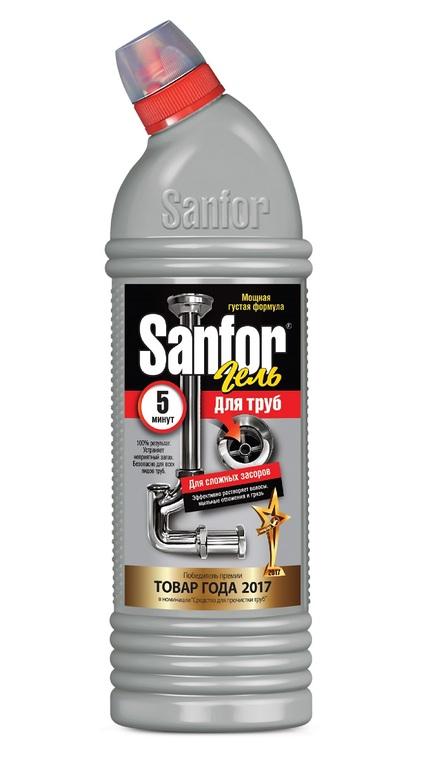 Sanfor
Мощная
густая формула
Sanfor®
Гель
5
минут
Для труб
100% результат.
Устраняет
неприятный запах.
Безопасно для всех
видов труб.
Для сложных засоров
Эффективно растворяет волосы,
мыльные отложения и грязь
2017
Победитель премии
ТОВАР ГОДА 2017
в номинации "Средства для прочистки труб"